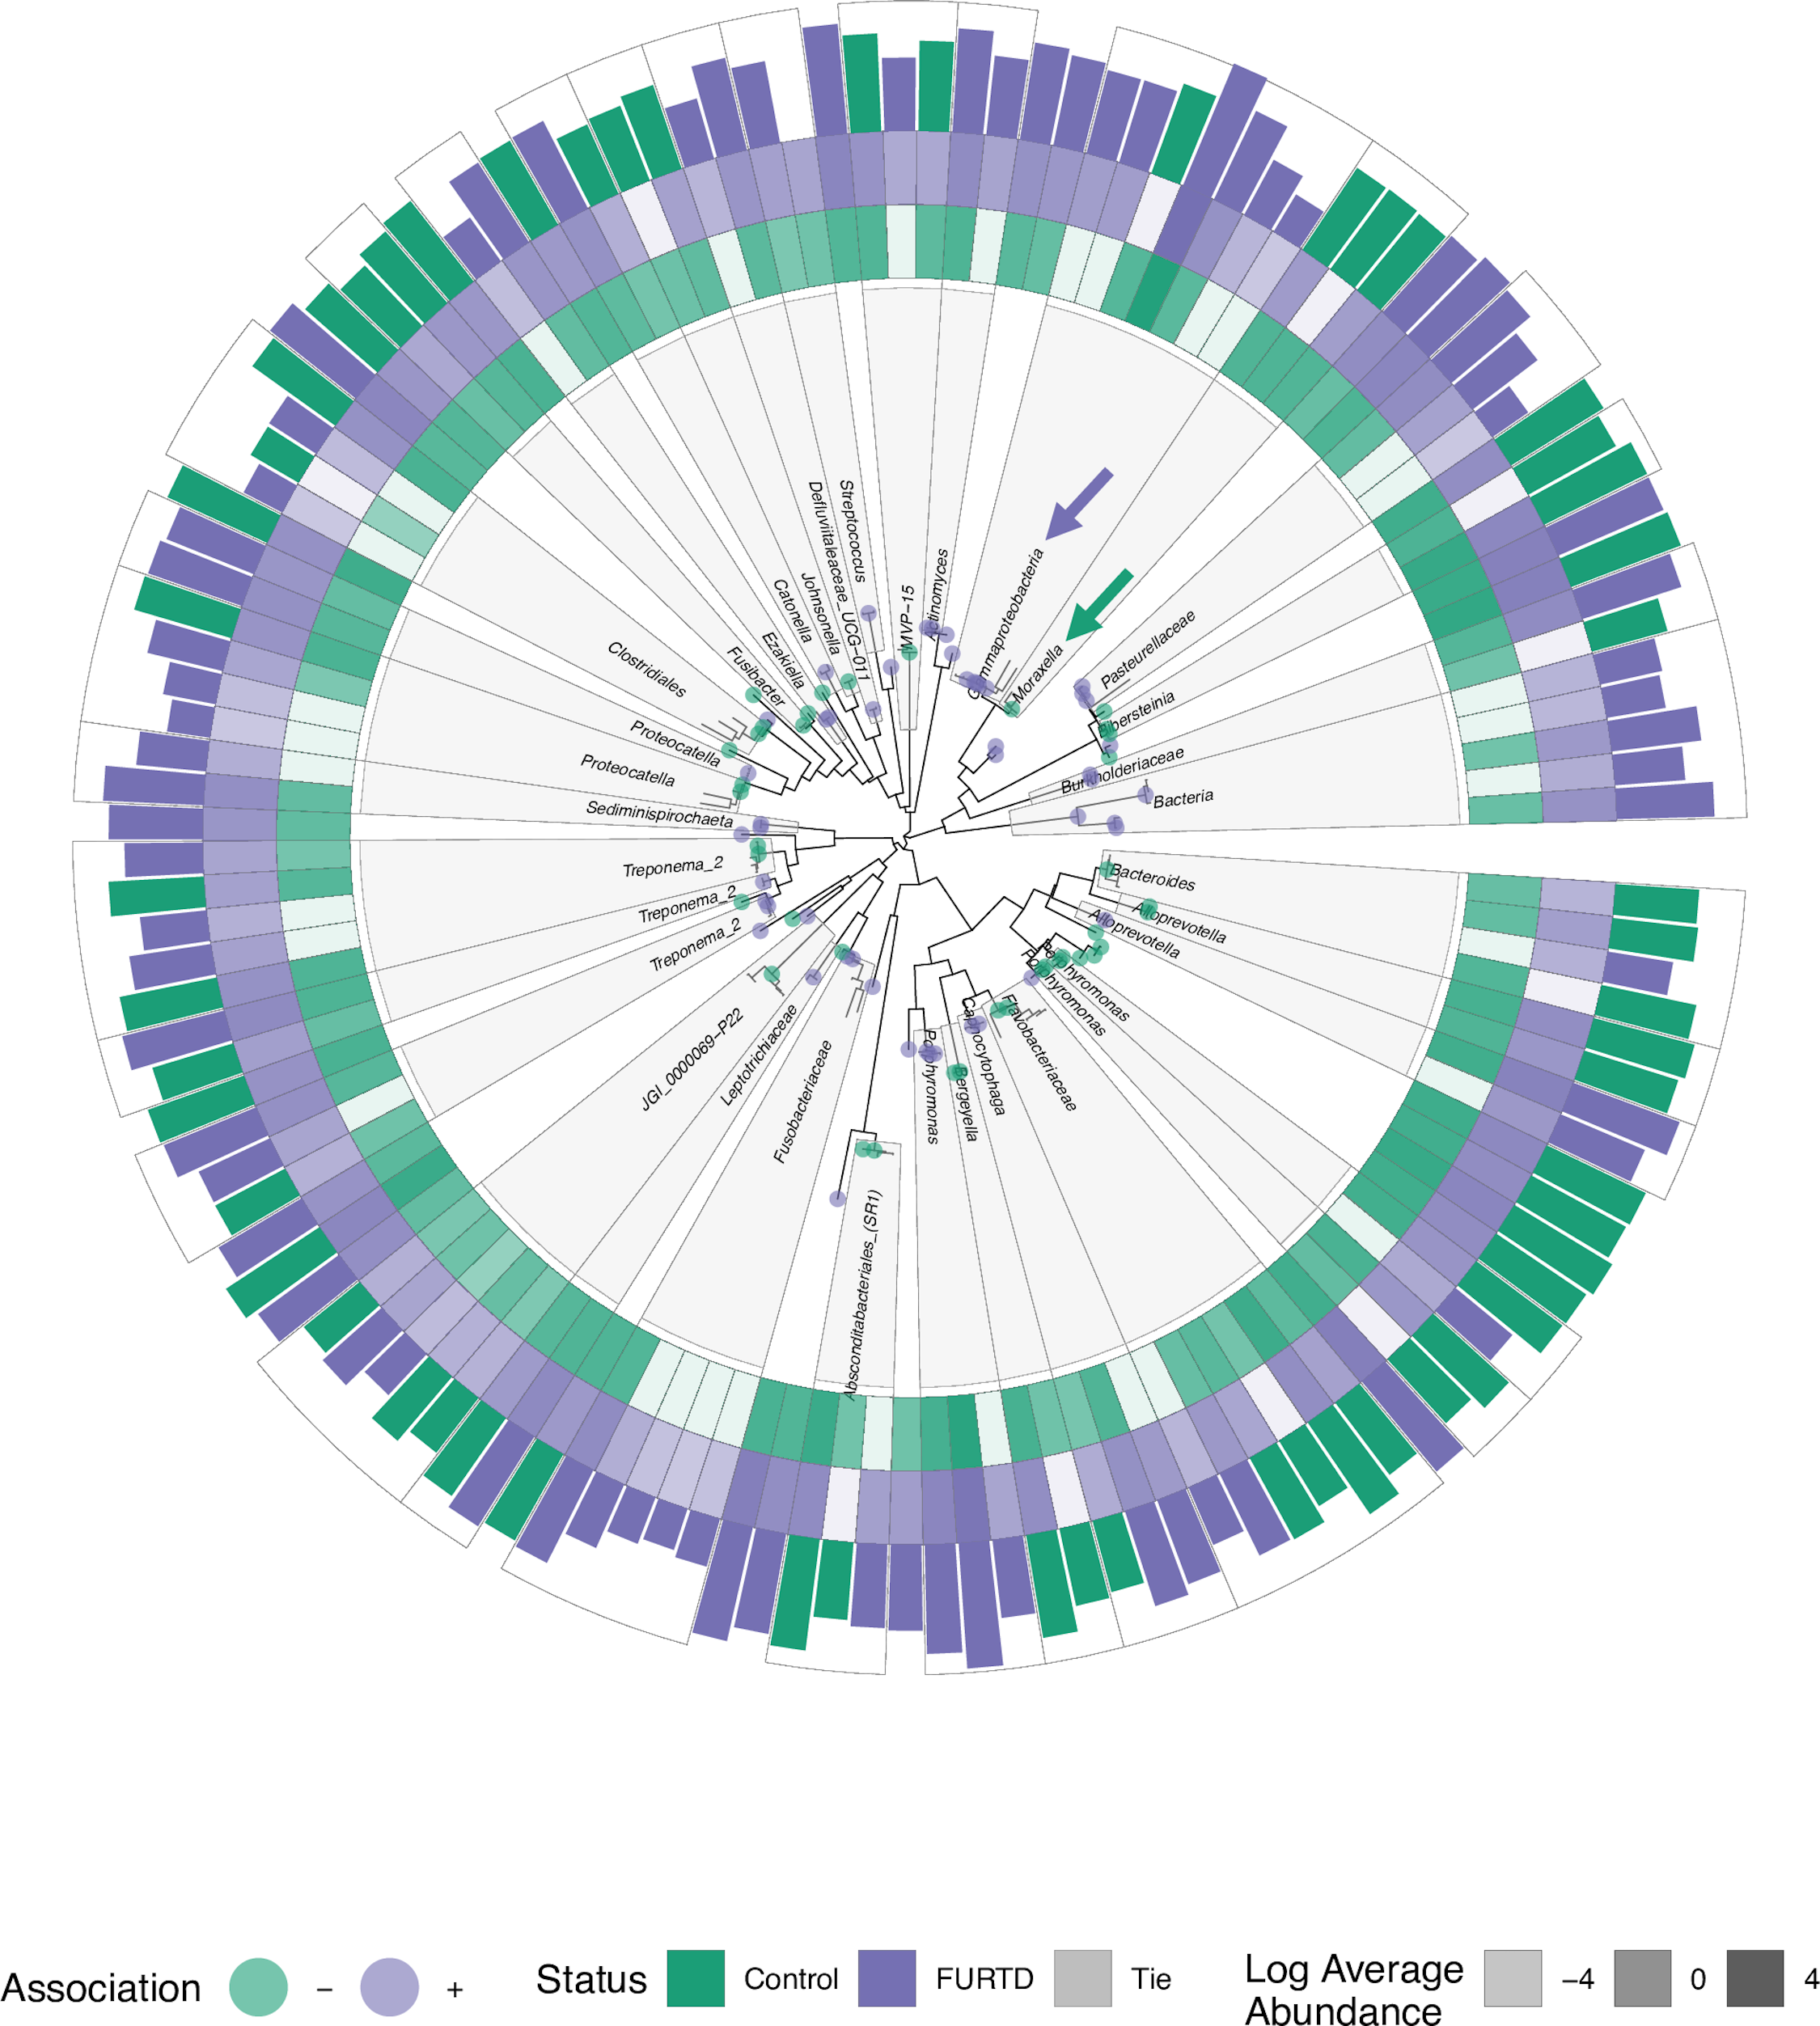 Streptococcus
Defluviitaleaceae_UCG-011
Johnsonella
Catonella
Ezakiella
Fusibacter
Clostridiales
Proteocatella
Proteocatella
Sediminispirochaeta
Treponema_2
Treponema_2
Treponema_2
JGI_0000069-P22
Leptotrichiaceae
Fusobacteriaceae
Absconditabacteriales_(SR1)
Porphyromonas
Bergeyella
Capnocytophaga
Flavobacteriaceae
Porphyromonas
Porphyromonas
Alloprevotella
Alloprevotella
Bacteroides
Bacteria
Burkholderiaceae
Bibersteinia
Pasteurellaceae
Moraxella
Gammaproteobacteria
Actinomyces
MVP-15
Association − +
Status Control FURTD Tie
Log Average
Abundance −4 0 4